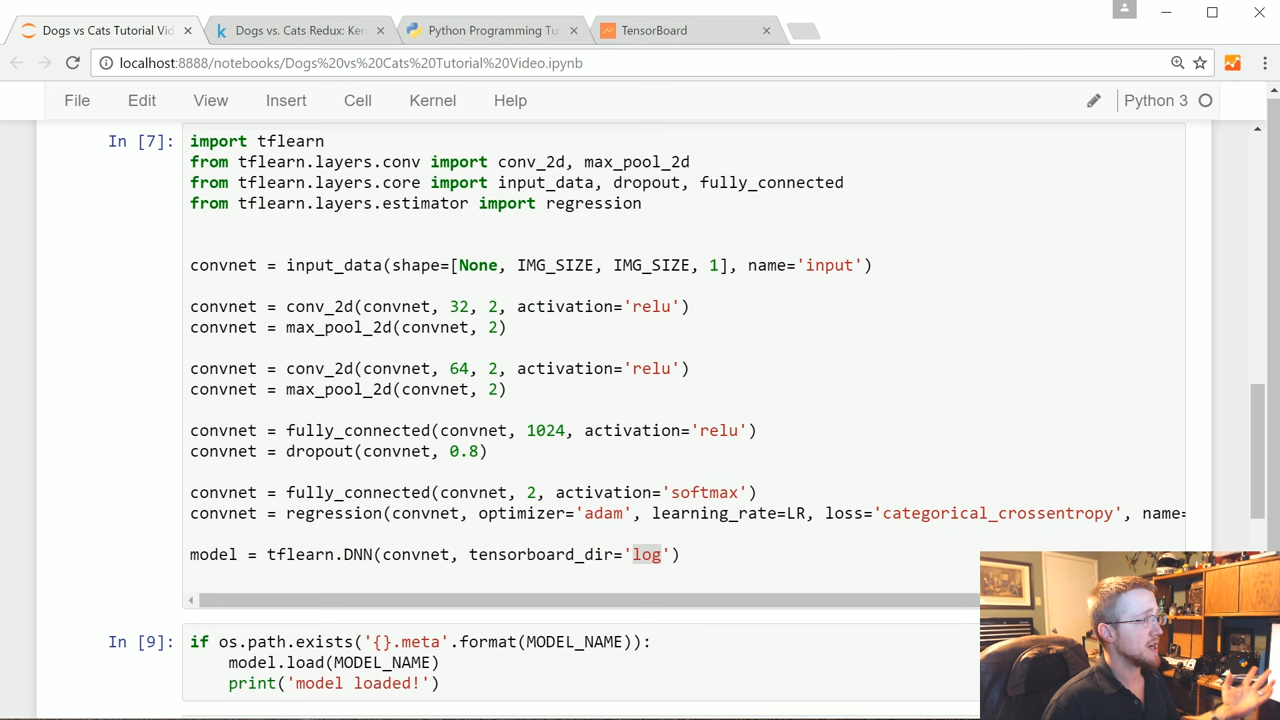 Dogs vs Cats Tutorial Vid
Dogs vs. Cats Redux: Ker
Python Programming Tu
TensorBoard
localhost:8888/notebooks/Dogs%20vs%20Cats%20Tutorial%20Video.ipynb
File Edit View Insert Cell Kernel Help Python 3
In [7]: import tflearn
from tflearn.layers.conv import conv_2d, max_pool_2d
from tflearn.layers.core import input_data, dropout, fully_connected
from tflearn.layers.estimator import regression
convnet = input_data(shape=[None, IMG_SIZE, IMG_SIZE, 1], name='input')
convnet = conv_2d(convnet, 32, 2, activation='relu')
convnet = max_pool_2d(convnet, 2)
convnet = conv_2d(convnet, 64, 2, activation='relu')
convnet = max_pool_2d(convnet, 2)
convnet = fully_connected(convnet, 1024, activation='relu')
convnet = dropout(convnet, 0.8)
convnet = fully_connected(convnet, 2, activation='softmax')
convnet = regression(convnet, optimizer='adam', learning_rate=LR, loss='categorical_crossentropy', name=
model = tflearn.DNN(convnet, tensorboard_dir='log')
In [9]: if os.path.exists('{}.meta'.format(MODEL_NAME)):
model.load(MODEL_NAME)
print('model loaded!')